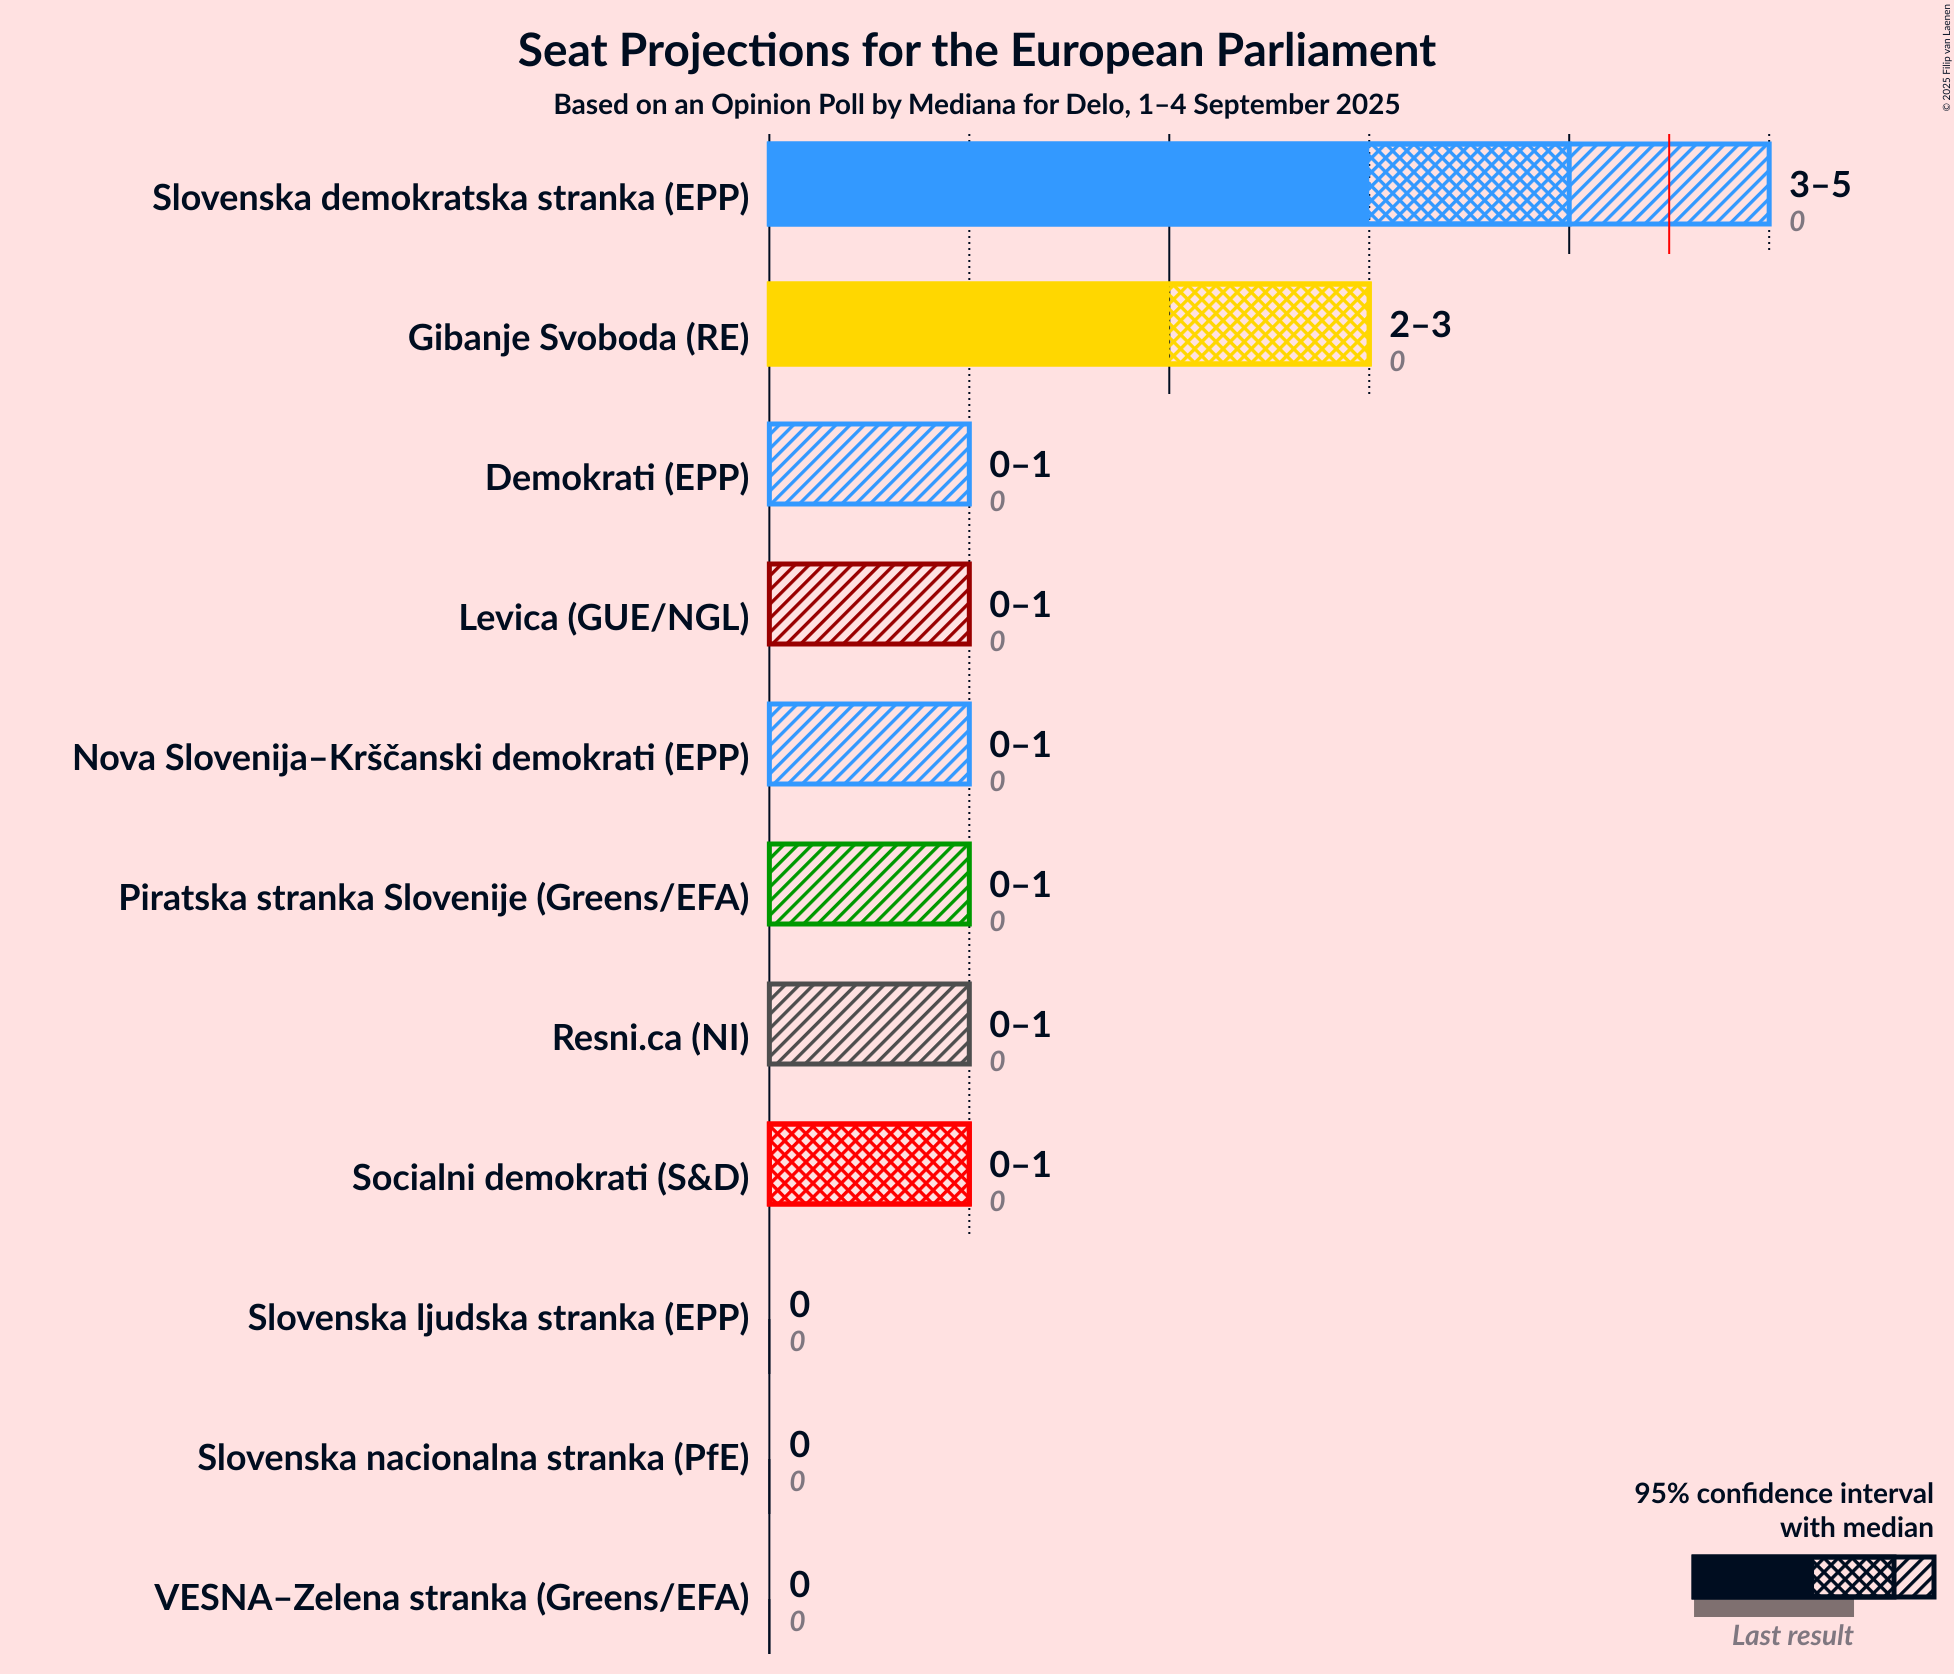 Seat Projections for the European Parliament
Based on an Opinion Poll by Mediana for Delo, 1–4 September 2025
© 2025 Filip van Laenen
Slovenska demokratska stranka (EPP)
3–5
0
Gibanje Svoboda (RE)
2–3
0
Demokrati (EPP)
0–1
0
Levica (GUE/NGL)
0–1
0
Nova Slovenija–Krščanski demokrati (EPP)
0–1
0
Piratska stranka Slovenije (Greens/EFA)
0–1
0
Resni.ca (NI)
0–1
0
Socialni demokrati (S&D)
0–1
0
Slovenska ljudska stranka (EPP)
0
0
Slovenska nacionalna stranka (PfE)
0
0
VESNA–Zelena stranka (Greens/EFA)
0
0
95% confidence interval
with median
Last result